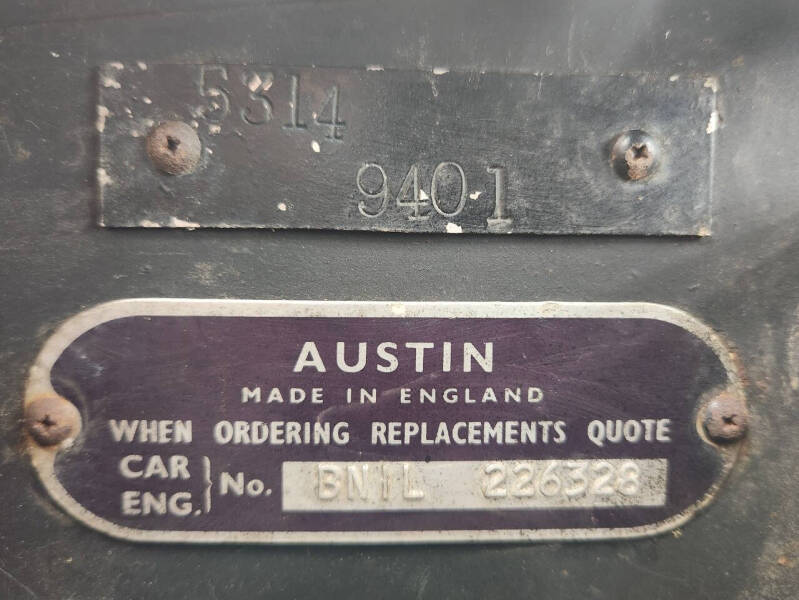 5314
9401
AUSTIN
MADE IN ENGLAND
WHEN ORDERING REPLACEMENTS QUOTE
CAR
ENG. } No. BN1L 226328